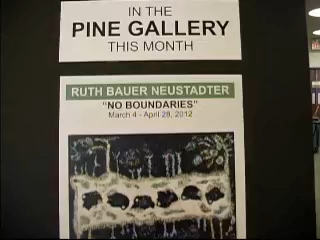 IN THE
PINE GALLERY
THIS MONTH
RUTH BAUER NEUSTADTER
"NO BOUNDARIES"
March 4 - April 28, 2012